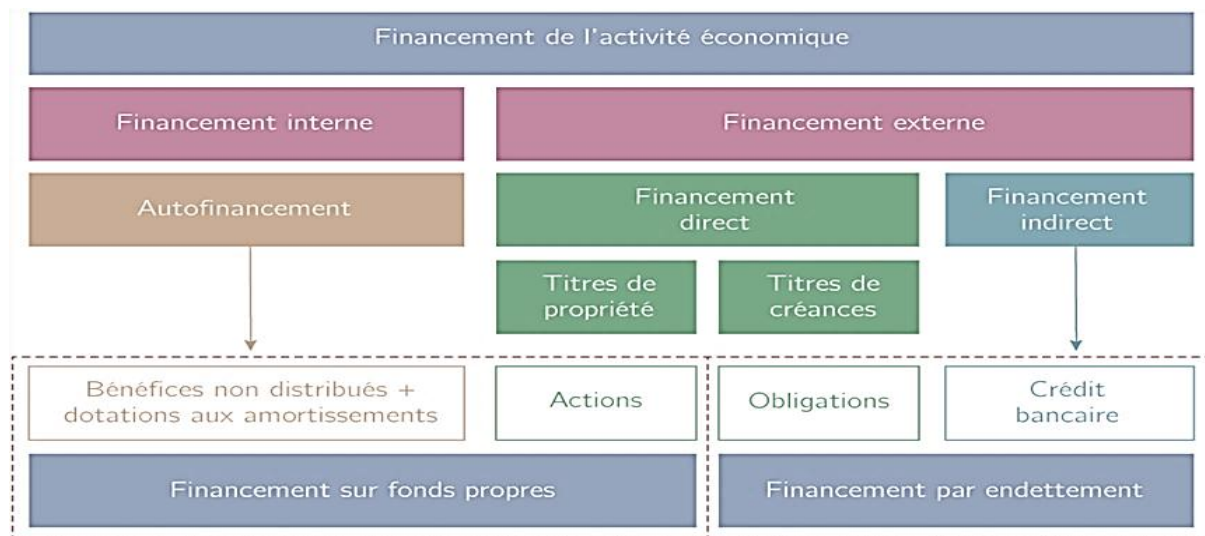 Financement de l'activité économique
Financement interne
Financement externe
Autofinancement
Financement
direct
Financement
indirect
Titres de
propriété
Titres de
créances
Bénéfices non distribués +
dotations aux amortissements
Actions
Obligations
Crédit
bancaire
Financement sur fonds propres
Financement par endettement